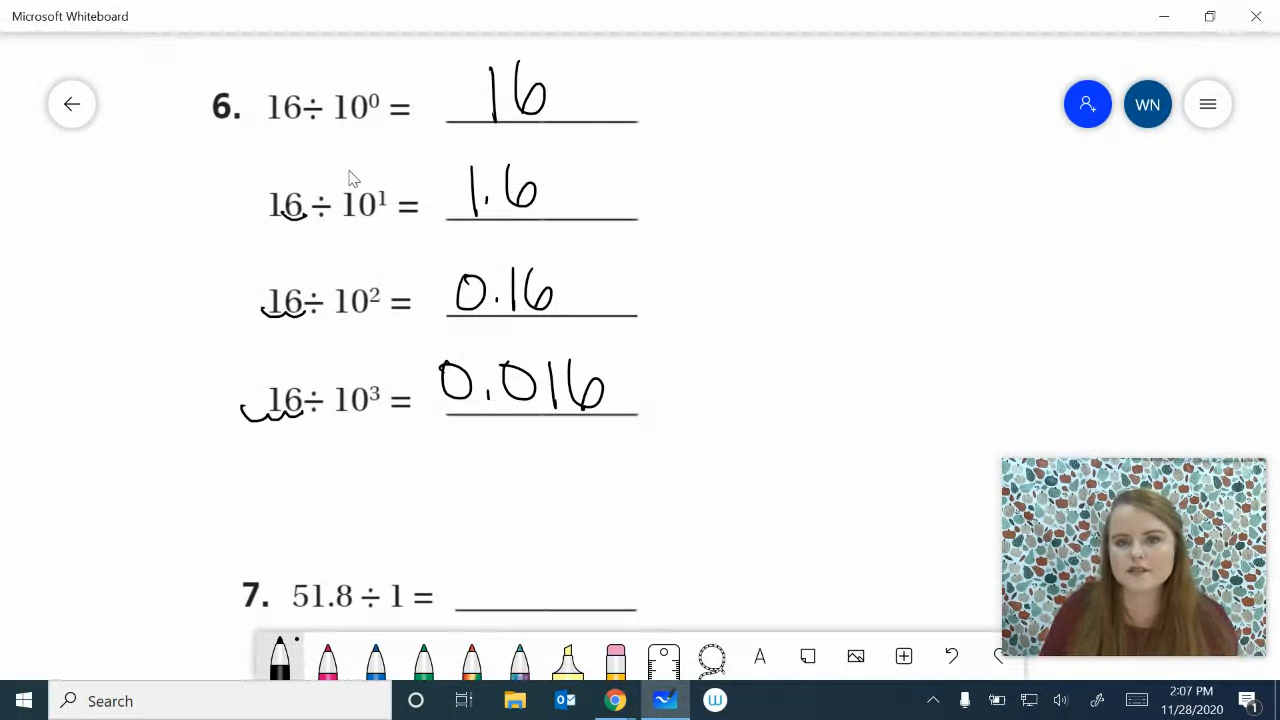 Microsoft Whiteboard
WN
6. 16÷ 10⁰ = 16
16 ÷ 10¹ = 1.6
16÷ 10² = 0.16
16÷ 10³ = 0.016
7. 51.8 ÷ 1 =
A
Search
W
2:07 PM
11/28/2020
1